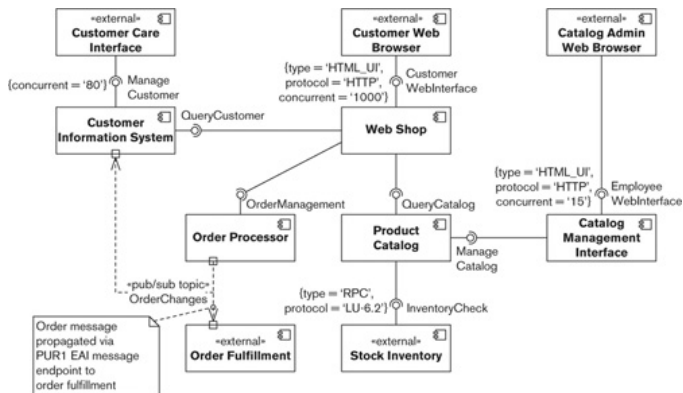 «external»
Customer Care
Interface
«external»
Customer Web
Browser
«external»
Catalog Admin
Web Browser
{concurrent = ‘80’}
Manage
Customer
{type = ‘HTML_UI’,
protocol = ‘HTTP’,
concurrent = ‘1000’}
Customer
WebInterface
Customer
Information System
QueryCustomer
Web Shop
{type = ‘HTML_UI’,
protocol = ‘HTTP’,
concurrent = ‘15’}
Employee
WebInterface
OrderManagement
QueryCatalog
Order Processor
Product
Catalog
Manage
Catalog
Catalog
Management
Interface
«pub/sub topic»
OrderChanges
{type = ‘RPC’,
protocol = ‘LU-6.2’}
InventoryCheck
Order message
propagated via
PUR1 EAI message
endpoint to
order fulfillment
«external»
Order Fulfillment
«external»
Stock Inventory